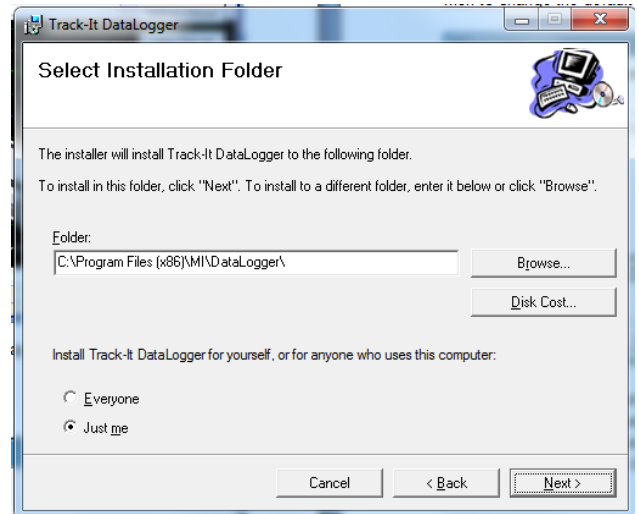 Track-It DataLogger
Select Installation Folder
The installer will install Track-It DataLogger to the following folder.
To install in this folder, click "Next". To install to a different folder, enter it below or click "Browse".
Folder:
C:\Program Files (x86)\MI\DataLogger\
Browse...
Disk Cost...
Install Track-It DataLogger for yourself, or for anyone who uses this computer:
Everyone
Just me
Cancel
< Back
Next >